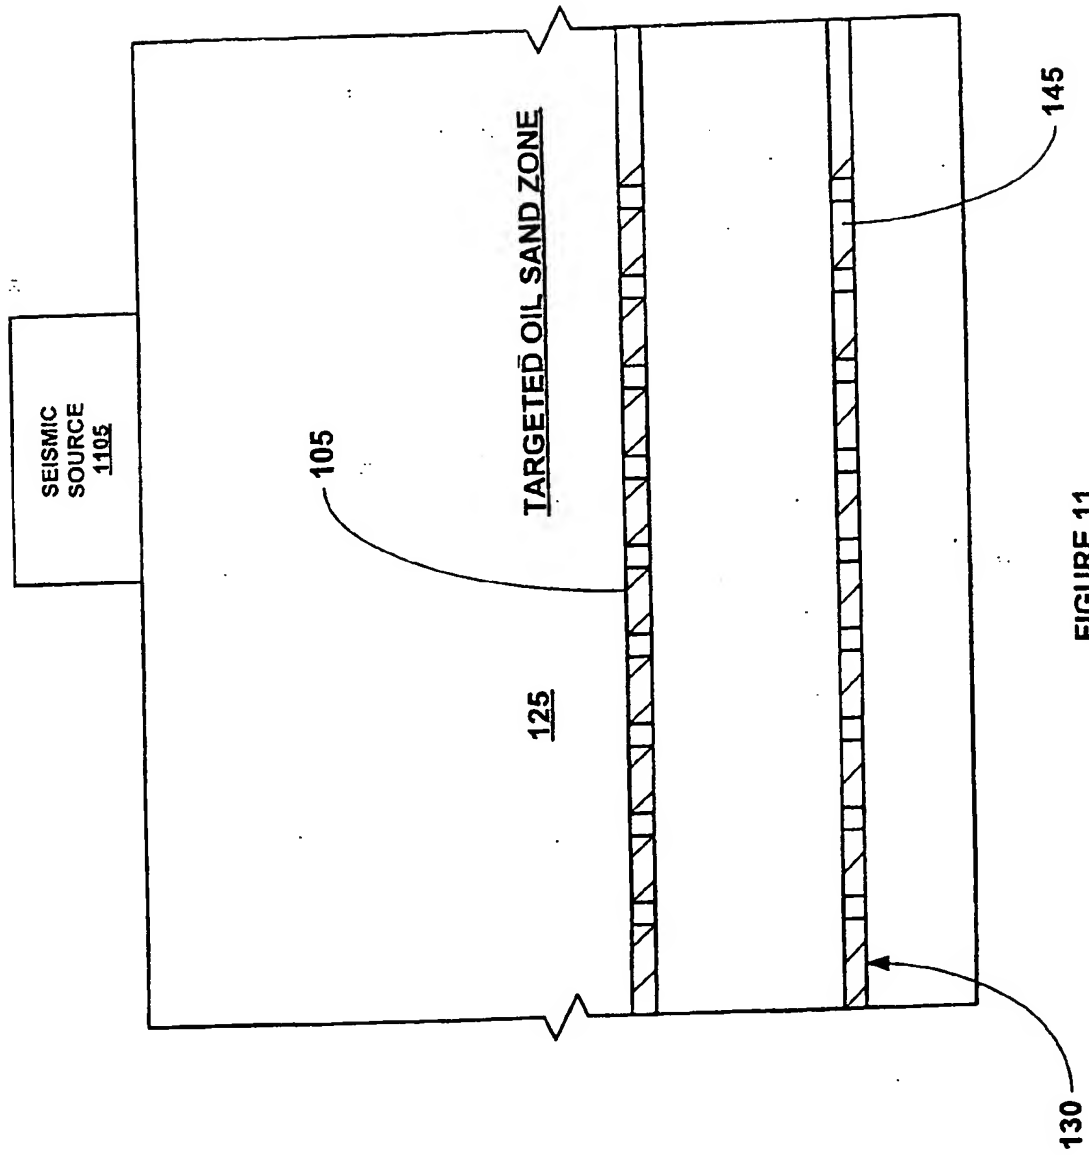 SEISMIC
SOURCE
1105
105
TARGETED OIL SAND ZONE
125
145
130
FIGURE 11